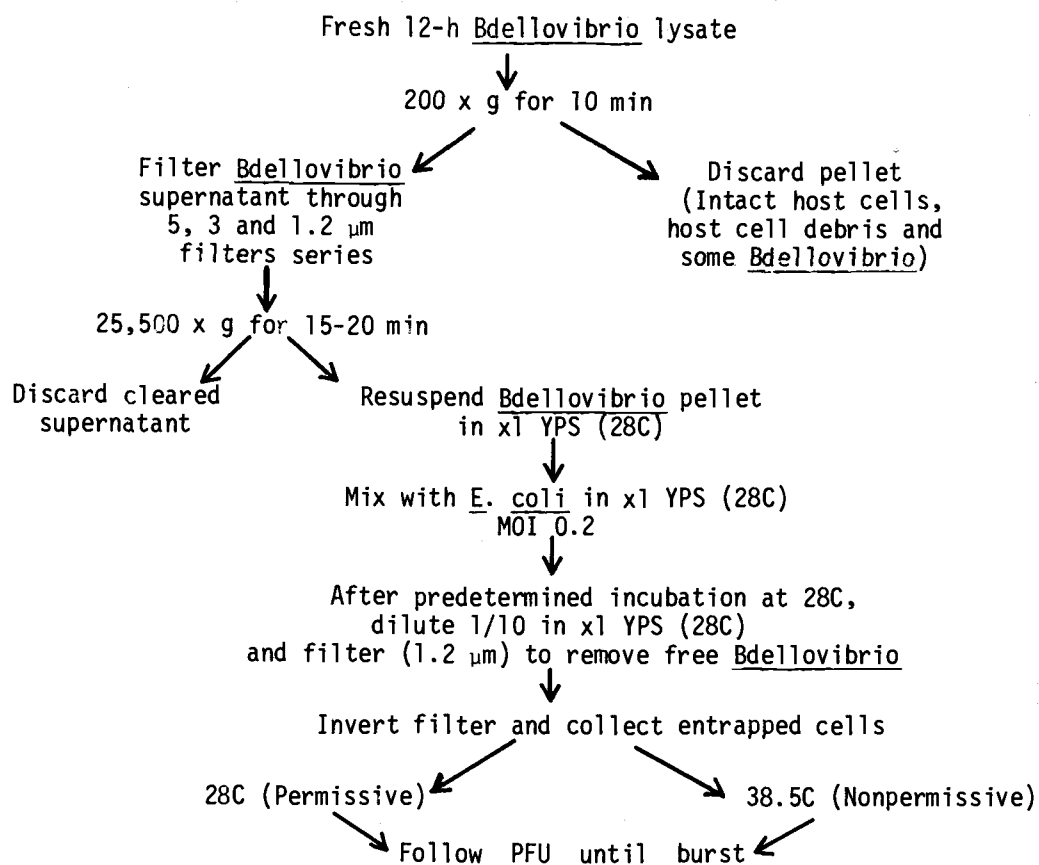 Fresh 12-h Bdellovibrio lysate
200 x g for 10 min
Filter Bdellovibrio
supernatant through
5, 3 and 1.2 μm
filters series
Discard pellet
(Intact host cells,
host cell debris and
some Bdellovibrio)
25,500 x g for 15-20 min
Discard cleared
supernatant
Resuspend Bdellovibrio pellet
in x1 YPS (28C)
Mix with E. coli in x1 YPS (28C)
MOI 0.2
After predetermined incubation at 28C,
dilute 1/10 in x1 YPS (28C)
and filter (1.2 μm) to remove free Bdellovibrio
Invert filter and collect entrapped cells
28C (Permissive)
38.5C (Nonpermissive)
Follow PFU until burst